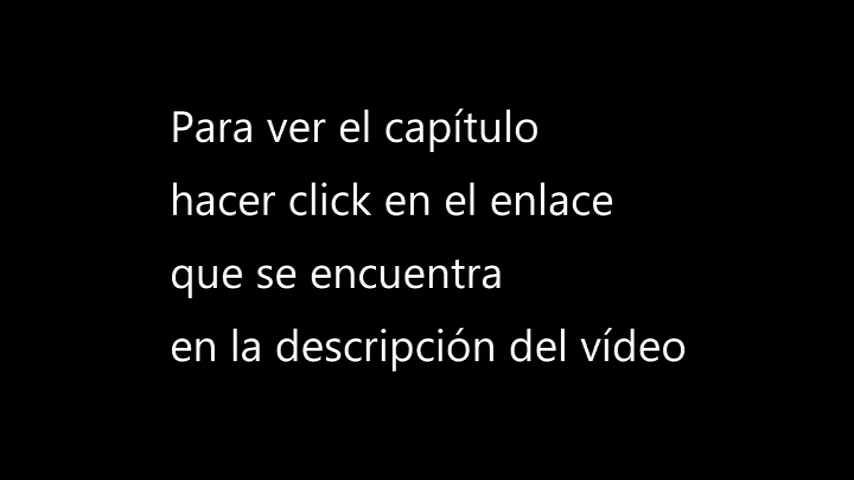 Para ver el capítulo
hacer click en el enlace
que se encuentra
en la descripción del vídeo